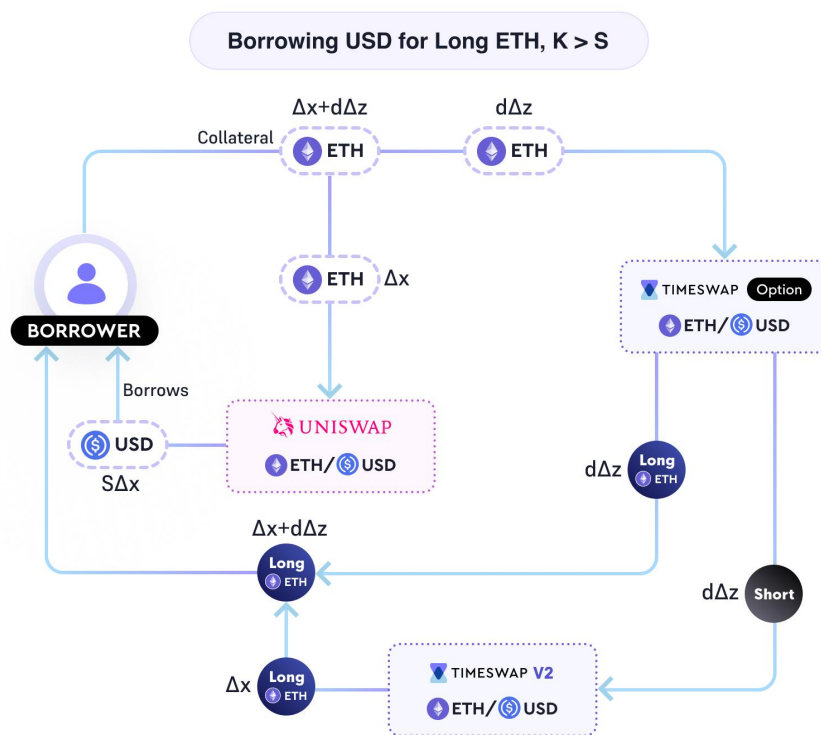 Borrowing USD for Long ETH, K > S
Δx+dΔz
dΔz
Collateral
ETH
ETH
ETH
Δx
TIMESWAP Option
ETH/USD
BORROWER
Borrows
USD
SΔx
UNISWAP
ETH/USD
dΔz
Long
ETH
Δx+dΔz
Long
ETH
dΔz
Short
Δx
Long
ETH
TIMESWAP V2
ETH/USD